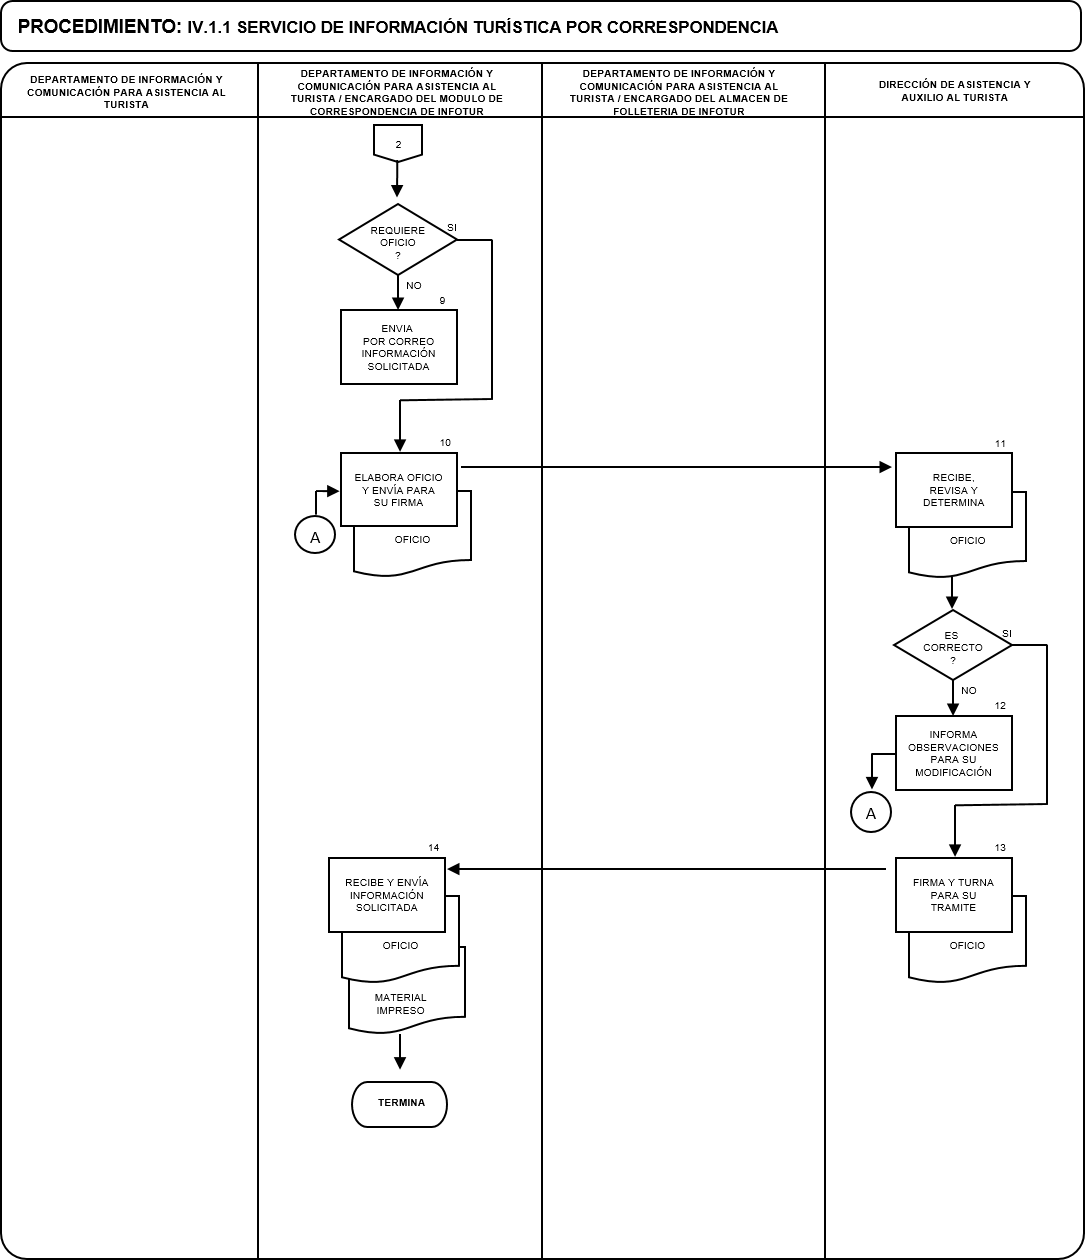 PROCEDIMIENTO: IV.1.1 SERVICIO DE INFORMACIÓN TURÍSTICA POR CORRESPONDENCIA
DEPARTAMENTO DE INFORMACIÓN Y
COMUNICACIÓN PARA ASISTENCIA AL
TURISTA
DEPARTAMENTO DE INFORMACIÓN Y
COMUNICACIÓN PARA ASISTENCIA AL
TURISTA / ENCARGADO DEL MODULO DE
CORRESPONDENCIA DE INFOTUR
DEPARTAMENTO DE INFORMACIÓN Y
COMUNICACIÓN PARA ASISTENCIA AL
TURISTA / ENCARGADO DEL ALMACEN DE
FOLLETERIA DE INFOTUR
DIRECCIÓN DE ASISTENCIA Y
AUXILIO AL TURISTA
2
REQUIERE
OFICIO
?
SI
NO
9
ENVIA
POR CORREO
INFORMACIÓN
SOLICITADA
10
ELABORA OFICIO
Y ENVÍA PARA
SU FIRMA
A
OFICIO
11
RECIBE,
REVISA Y
DETERMINA
OFICIO
ES
CORRECTO
?
SI
NO
12
INFORMA
OBSERVACIONES
PARA SU
MODIFICACIÓN
A
13
FIRMA Y TURNA
PARA SU
TRAMITE
OFICIO
14
RECIBE Y ENVÍA
INFORMACIÓN
SOLICITADA
OFICIO
MATERIAL
IMPRESO
TERMINA